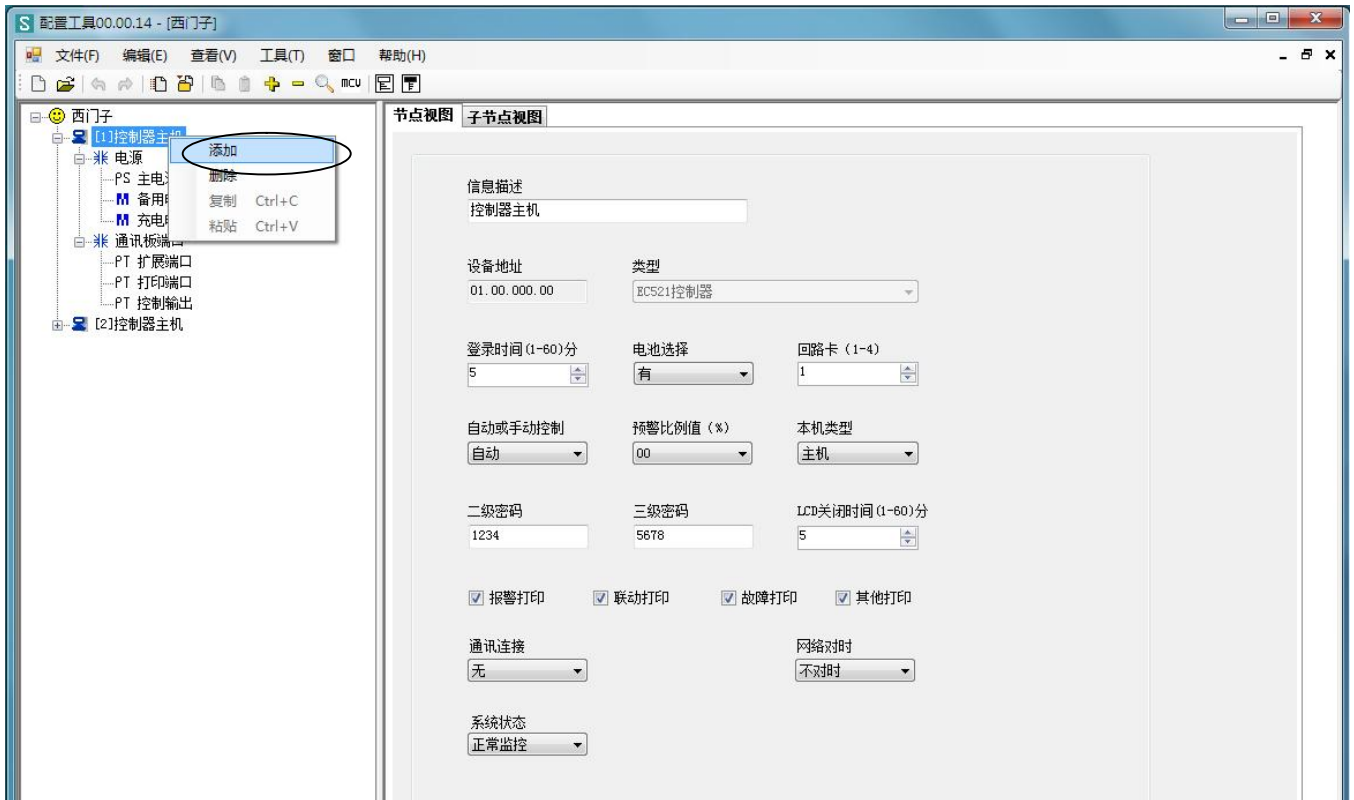 S 配置工具00.00.14 - [西门子]
文件(F) 编辑(E) 查看(V) 工具(T) 窗口 帮助(H)
MCU
西门子
[1]控制器主机
电源
PS 主电
M 备用
M 充电
通讯板端口
PT 扩展端口
PT 打印端口
PT 控制输出
[2]控制器主机
添加
删除
复制 Ctrl+C
粘贴 Ctrl+V
节点视图 子节点视图
信息描述
控制器主机
设备地址 类型
01.00.000.00 EC521控制器
登录时间(1-60)分 电池选择 回路卡（1-4）
5 有 1
自动或手动控制 预警比例值（%） 本机类型
自动 00 主机
二级密码 三级密码 LCD关闭时间(1-60)分
1234 5678 5
报警打印 联动打印 故障打印 其他打印
通讯连接 网络对时
无 不对时
系统状态
正常监控